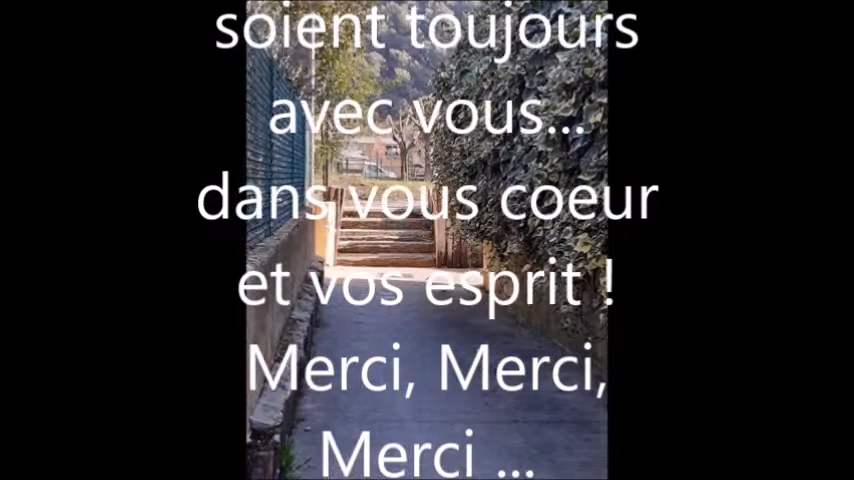 soient toujours
avec vous...
dans vous coeur
et vos esprit !
Merci, Merci,
Merci ...